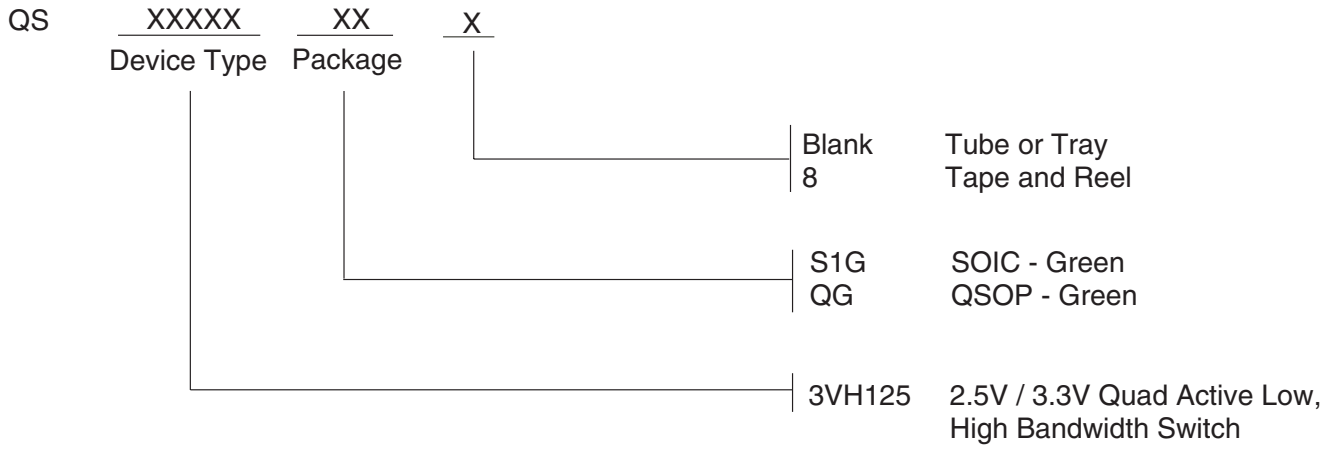 QS XXXXX XX X
Device Type Package
Blank Tube or Tray
8 Tape and Reel
S1G SOIC - Green
QG QSOP - Green
3VH125 2.5V / 3.3V Quad Active Low,
High Bandwidth Switch